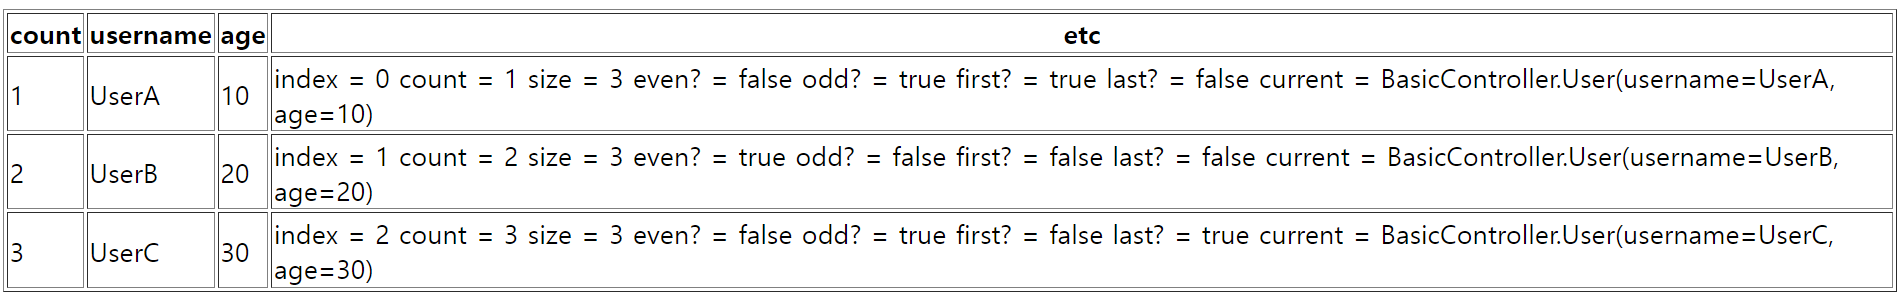 count username age etc
1 UserA 10 index = 0 count = 1 size = 3 even? = false odd? = true first? = true last? = false current = BasicController.User(username=UserA,
age=10)
2 UserB 20 index = 1 count = 2 size = 3 even? = true odd? = false first? = false last? = false current = BasicController.User(username=UserB,
age=20)
3 UserC 30 index = 2 count = 3 size = 3 even? = false odd? = true first? = false last? = true current = BasicController.User(username=UserC,
age=30)